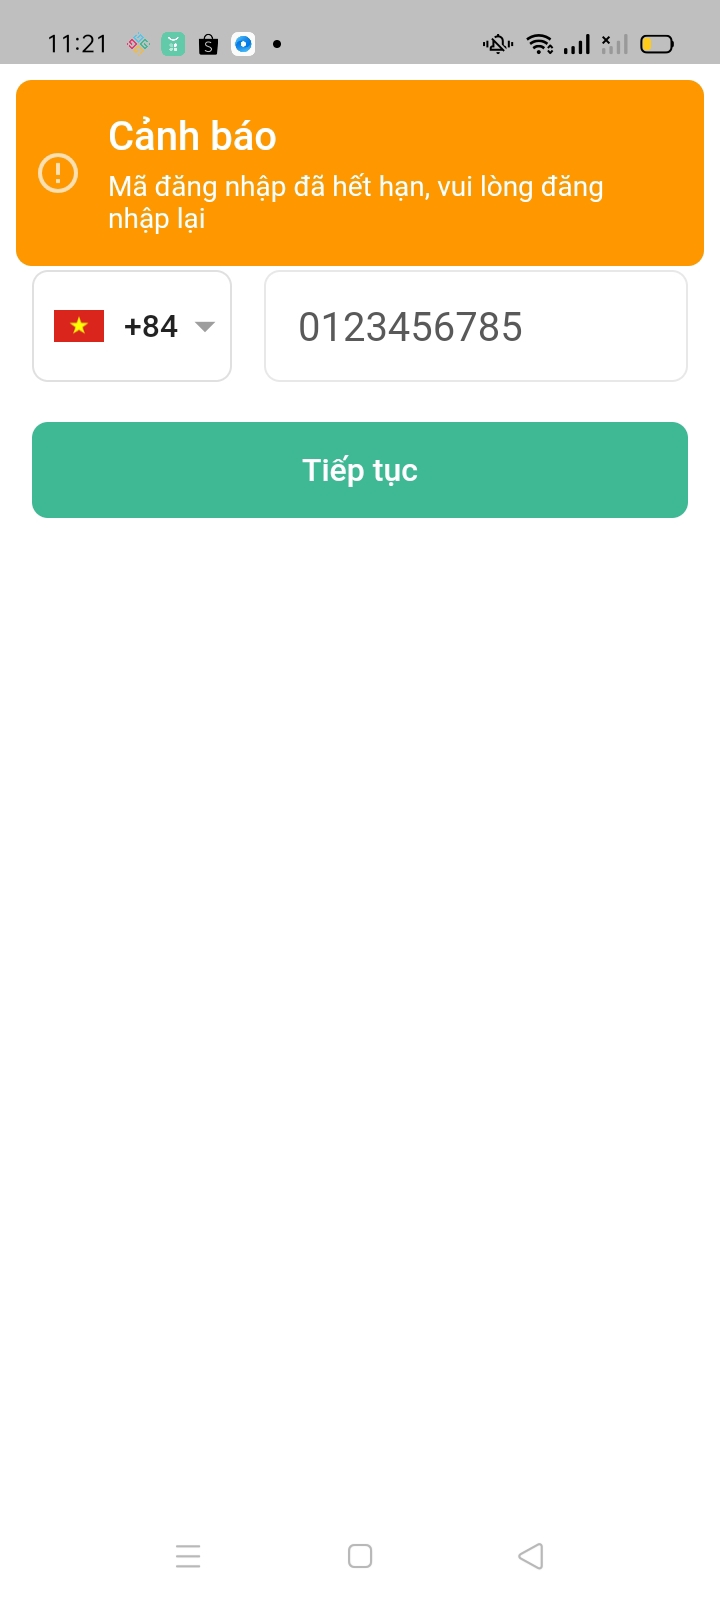 11:21
Cảnh báo
Mã đăng nhập đã hết hạn, vui lòng đăng
nhập lại
+84
0123456785
Tiếp tục